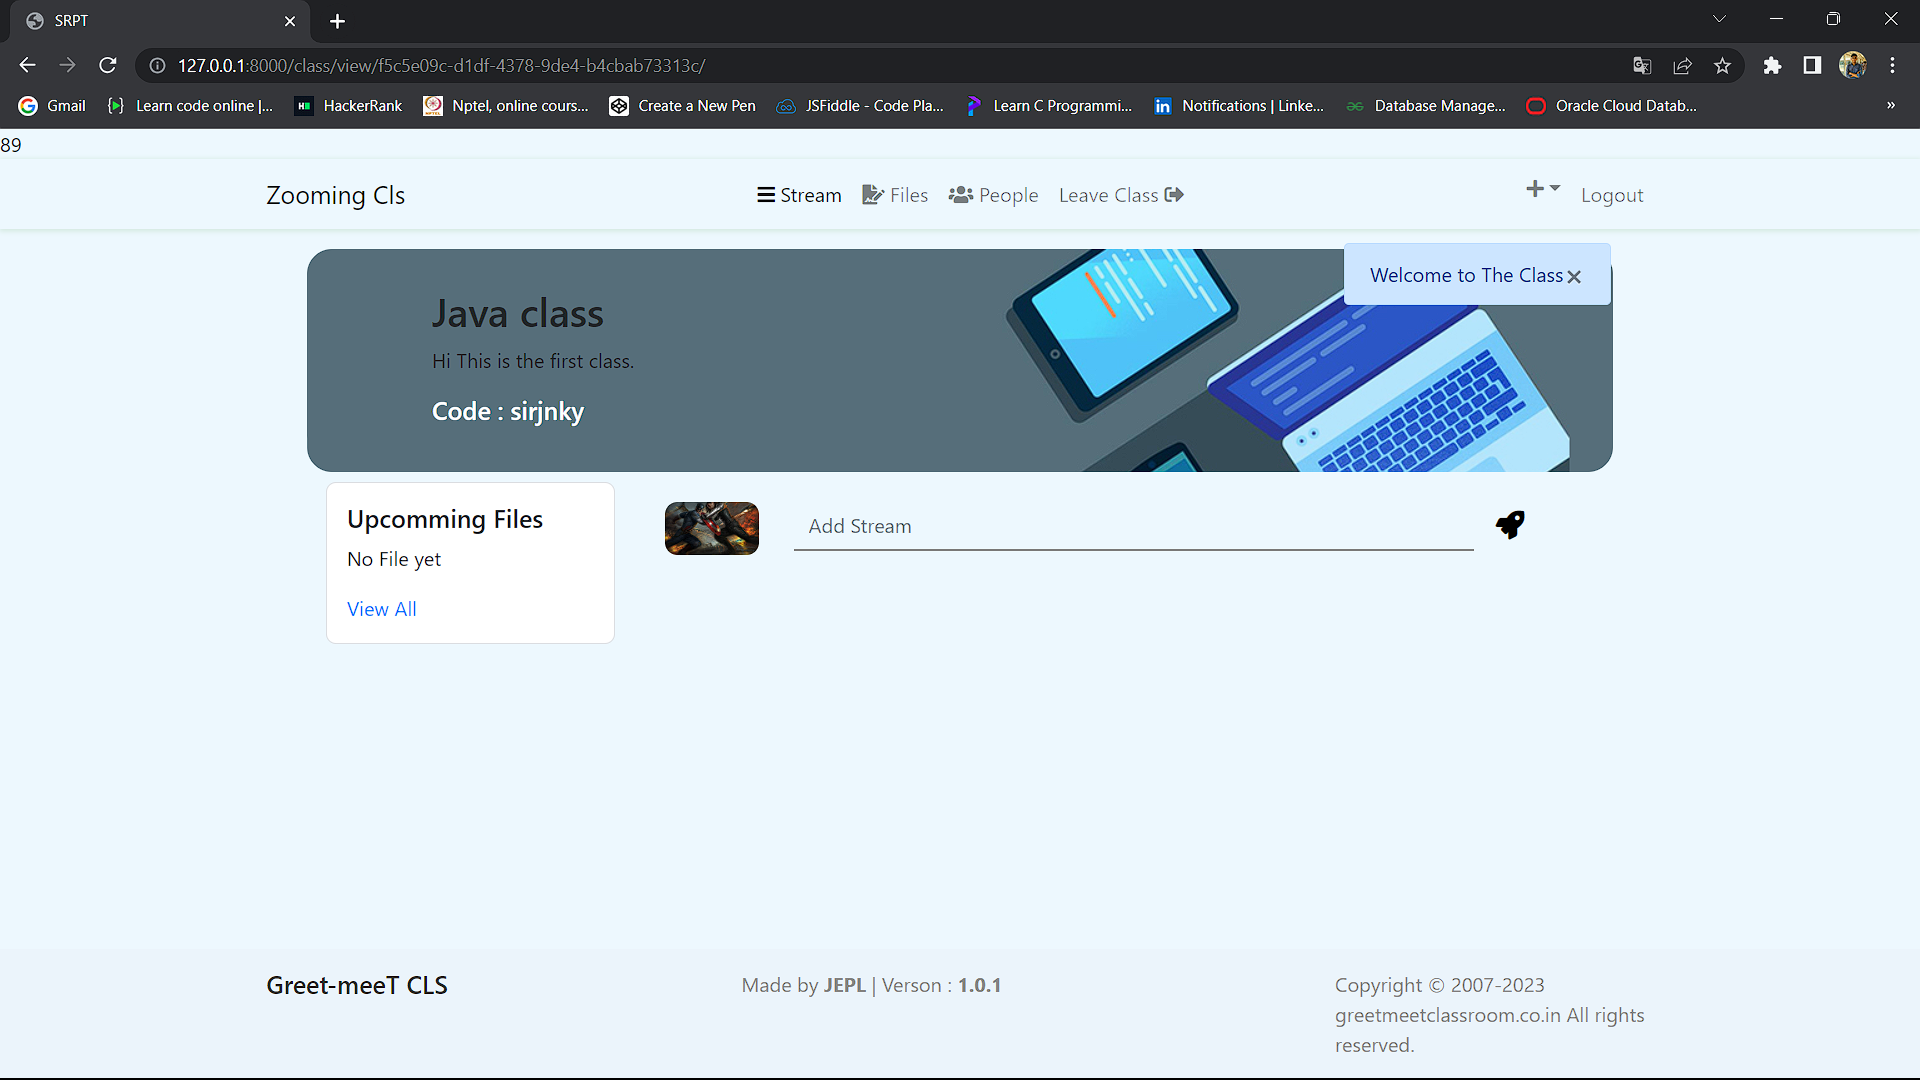 SRPT
127.0.0.1:8000/class/view/f5c5e09c-d1df-4378-9de4-b4cbab73313c/
Gmail Learn code online |... HackerRank Nptel, online cours... Create a New Pen JSFiddle - Code Pla... Learn C Programmi... Notifications | Linke... Database Manage... Oracle Cloud Datab... »
89
Zooming Cls Stream Files People Leave Class Logout
Welcome to The Class
Java class
Hi This is the first class.
Code : sirjnky
Upcomming Files
No File yet
View All
Add Stream
Greet-meeT CLS
Made by JEPL | Verson : 1.0.1
Copyright © 2007-2023
greetmeetclassroom.co.in All rights
reserved.